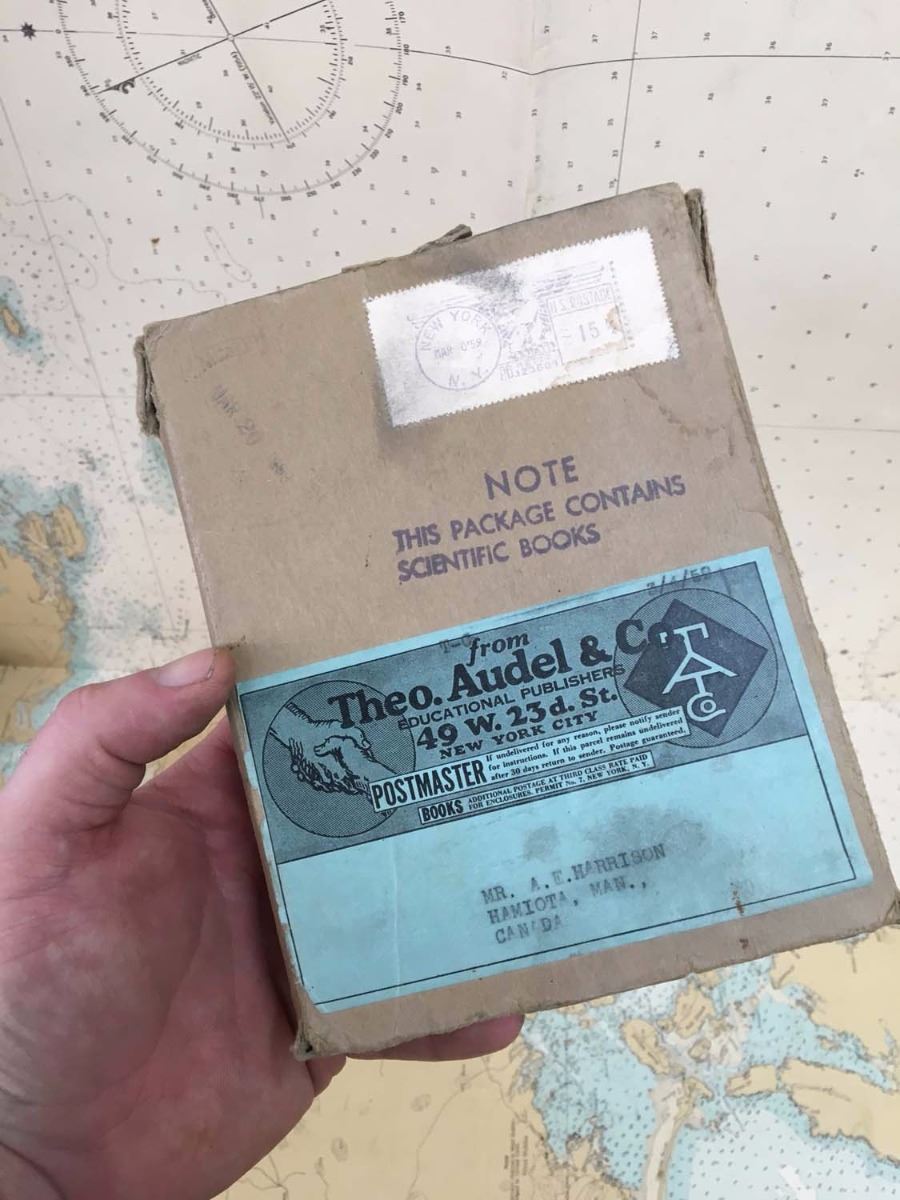 NEW YORK
N. Y.
U.S. POSTAGE
15
NOTE
THIS PACKAGE CONTAINS
SCIENTIFIC BOOKS
from
Theo. Audel & Co
EDUCATIONAL PUBLISHERS
49 W. 23d. St.
NEW YORK CITY
TA Co
POSTMASTER
If undelivered for any reason, please notify sender
for instructions. If this parcel remains undelivered
after 30 days return to sender. Postage guaranteed.
BOOKS
ADDITIONAL POSTAGE AT THIRD CLASS RATE PAID
FOR ENCLOSURES. PERMIT No. 7, NEW YORK, N. Y.
MR. A.E.HARRISON
HAMIOTA, MAN.,
CANADA